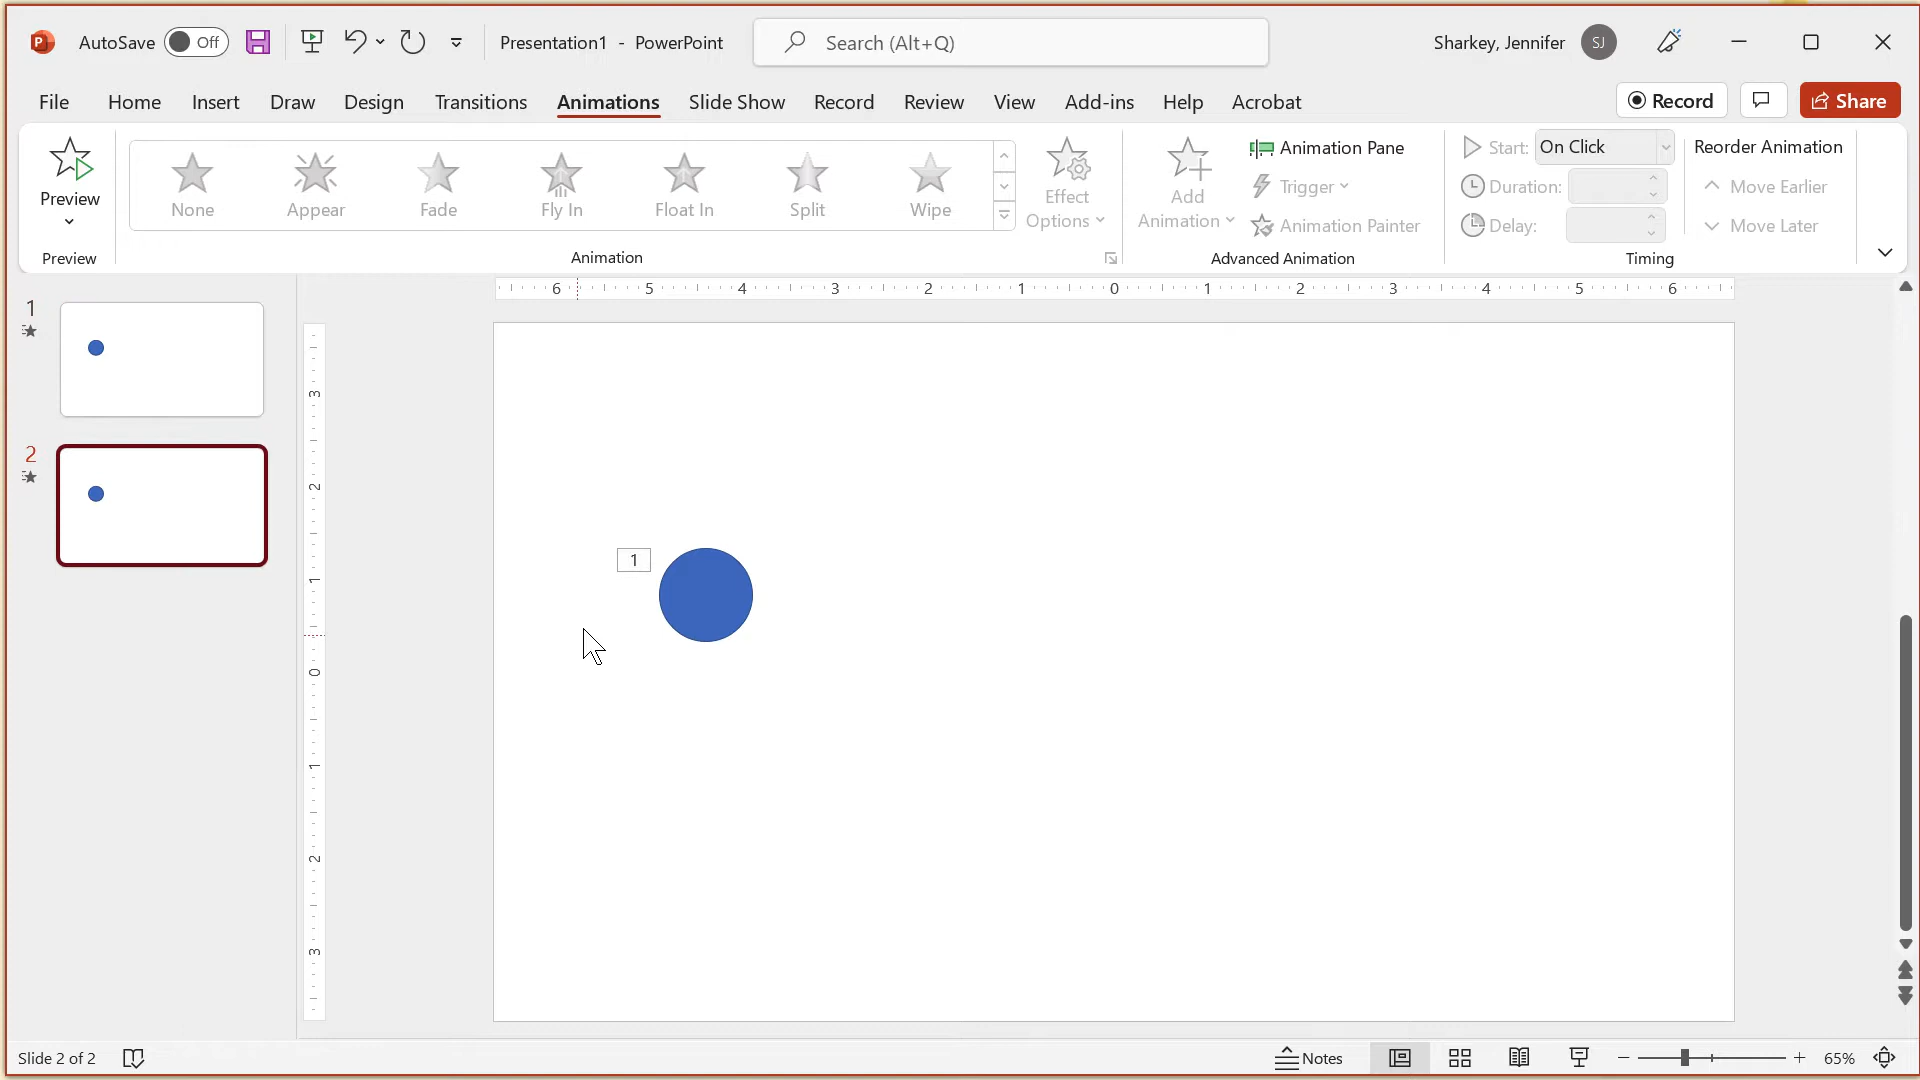 AutoSave Off Presentation1 - PowerPoint Search (Alt+Q) Sharkey, Jennifer SJ
File Home Insert Draw Design Transitions Animations Slide Show Record Review View Add-ins Help Acrobat Record Share
Preview
None Appear Fade Fly In Float In Split Wipe
Effect Options
Add Animation
Animation Pane
Trigger
Animation Painter
Start: On Click
Duration:
Delay:
Reorder Animation
Move Earlier
Move Later
Preview Animation Advanced Animation Timing
6 5 4 3 2 1 0 1 2 3 4 5 6
1
2
3
2
1
0
1
2
3
1
Slide 2 of 2 Notes 65%